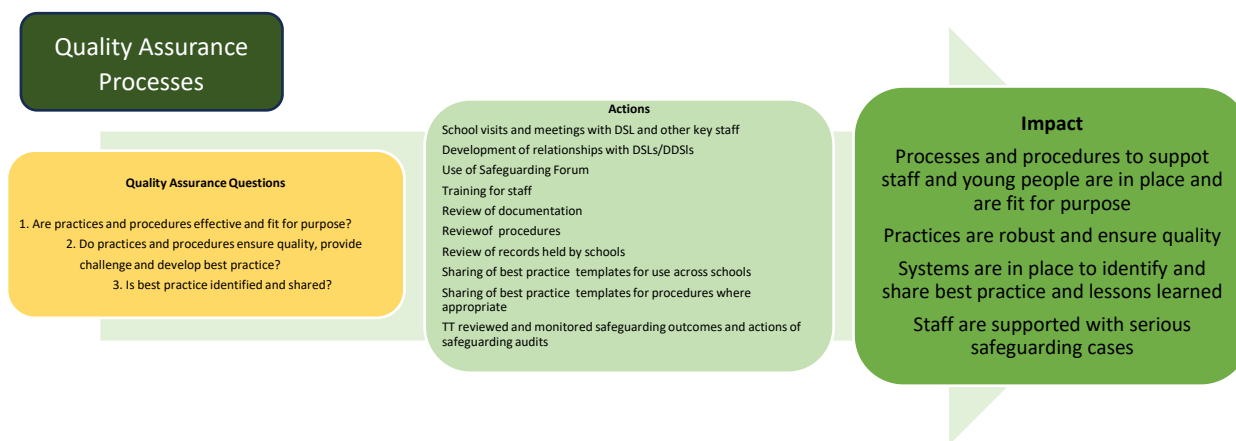 Quality Assurance
Processes
Quality Assurance Questions
1. Are practices and procedures effective and fit for purpose?
2. Do practices and procedures ensure quality, provide
challenge and develop best practice?
3. Is best practice identified and shared?
Actions
School visits and meetings with DSL and other key staff
Development of relationships with DSLs/DDSIs
Use of Safeguarding Forum
Training for staff
Review of documentation
Reviewof procedures
Review of records held by schools
Sharing of best practice templates for use across schools
Sharing of best practice templates for procedures where
appropriate
TT reviewed and monitored safeguarding outcomes and actions of
safeguarding audits
Impact
Processes and procedures to suppot
staff and young people are in place and
are fit for purpose
Practices are robust and ensure quality
Systems are in place to identify and
share best practice and lessons learned
Staff are supported with serious
safeguarding cases